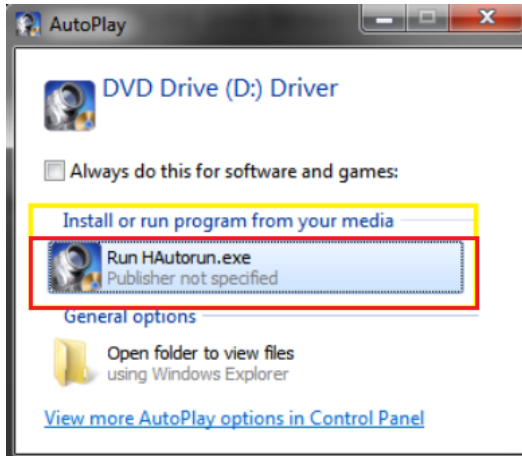 AutoPlay
DVD Drive (D:) Driver
Always do this for software and games:
Install or run program from your media
Run HAutorun.exe
Publisher not specified
General options
Open folder to view files
using Windows Explorer
View more AutoPlay options in Control Panel